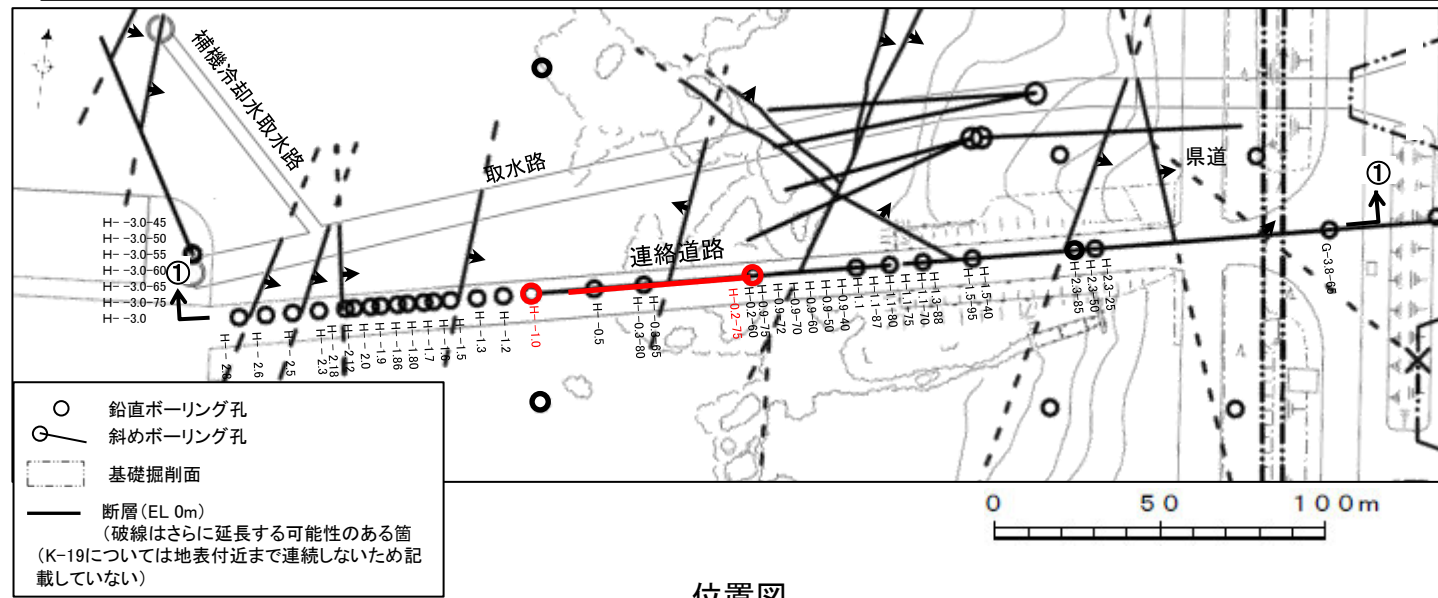 補機冷却水取水路
取水路
連絡道路
県道
①
①
H- -3.0-45
H- -3.0-50
H- -3.0-55
H- -3.0-60
H- -3.0-65
H- -3.0-75
H- -3.0
H- -2.6
H- -2.5
H- -2.3
H- -2.18
H- -2.12
H- -2.0
H- -1.9
H- -1.86
H- -1.80
H- -1.7
H- -1.5
H- -1.3
H- -1.2
H- -1.0
H- -0.5
H- -0.3-80
H- -0.3-65
H-0.2-75
H-0.2-60
H-0.9-75
H-0.9-72
H-0.9-70
H-0.9-60
H-0.9-50
H-0.9-40
H-1.1
H-1.1-87
H-1.1-80
H-1.1-75
H-1.1-70
H-1.3-88
H-1.5-95
H-1.5-40
H-2.3-85
H-2.3-50
H-2.3-25
G-3.8-65
鉛直ボーリング孔
斜めボーリング孔
基礎掘削面
断層(EL 0m)
(破線はさらに延長する可能性のある箇
(K-19については地表付近まで連続しないため記
載していない)
0 50 100m
位置図